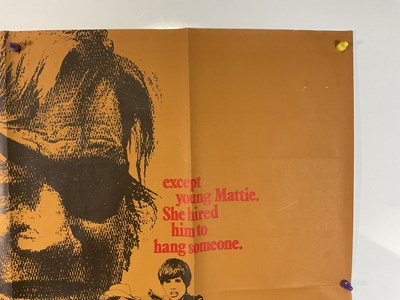 except
young Mattie.
She hired
him to
hang someone.